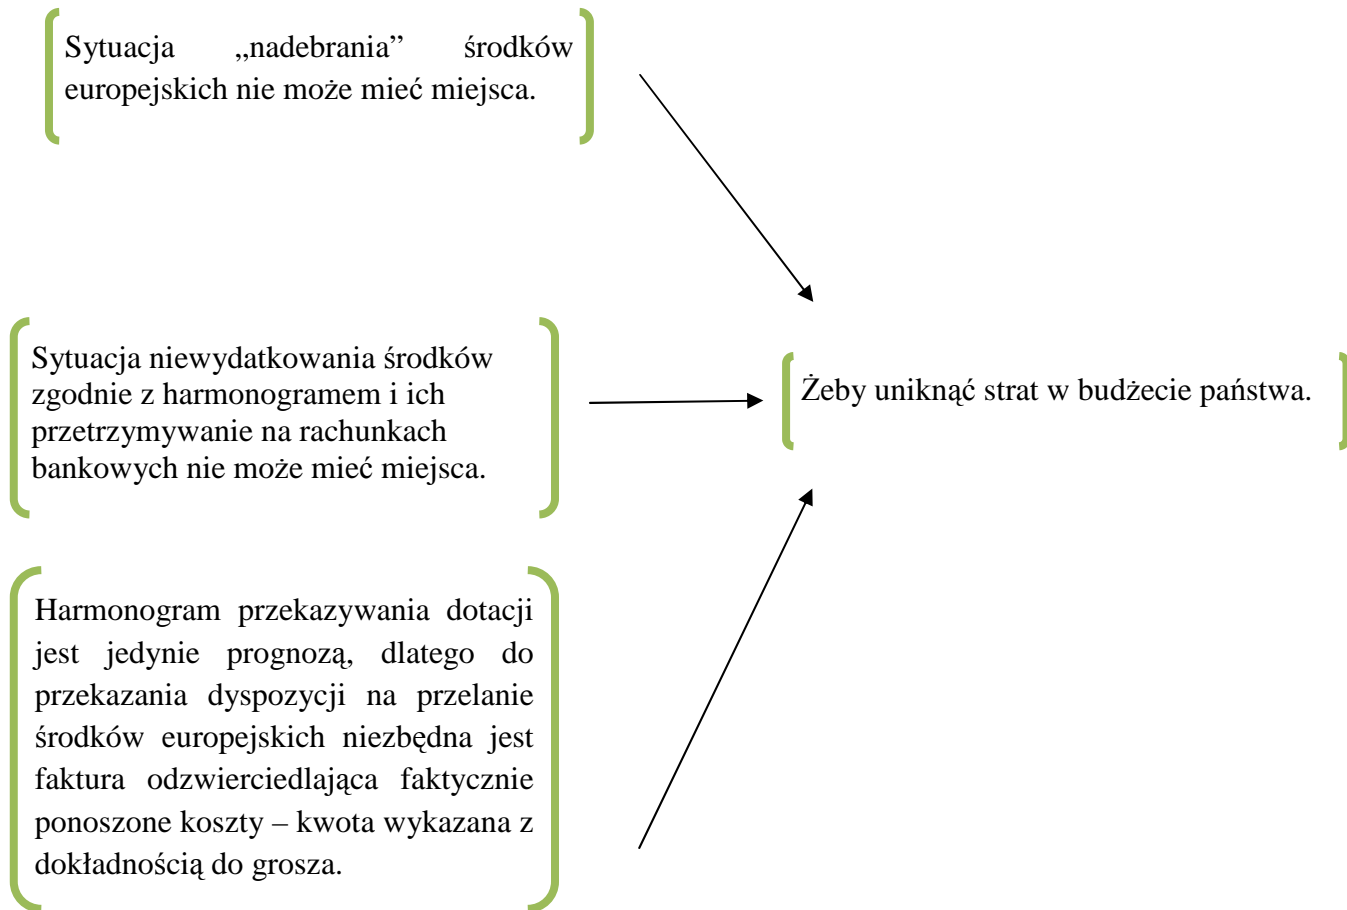 Sytuacja „nadebrania” środków
europejskich nie może mieć miejsca.
Sytuacja niewydatkowania środków
zgodnie z harmonogramem i ich
przetrzymywanie na rachunkach
bankowych nie może mieć miejsca.
Żeby uniknąć strat w budżecie państwa.
Harmonogram przekazywania dotacji
jest jedynie prognozą, dlatego do
przekazania dyspozycji na przelanie
środków europejskich niezbędna jest
faktura odzwierciedlająca faktycznie
ponoszone koszty – kwota wykazana z
dokładnością do grosza.